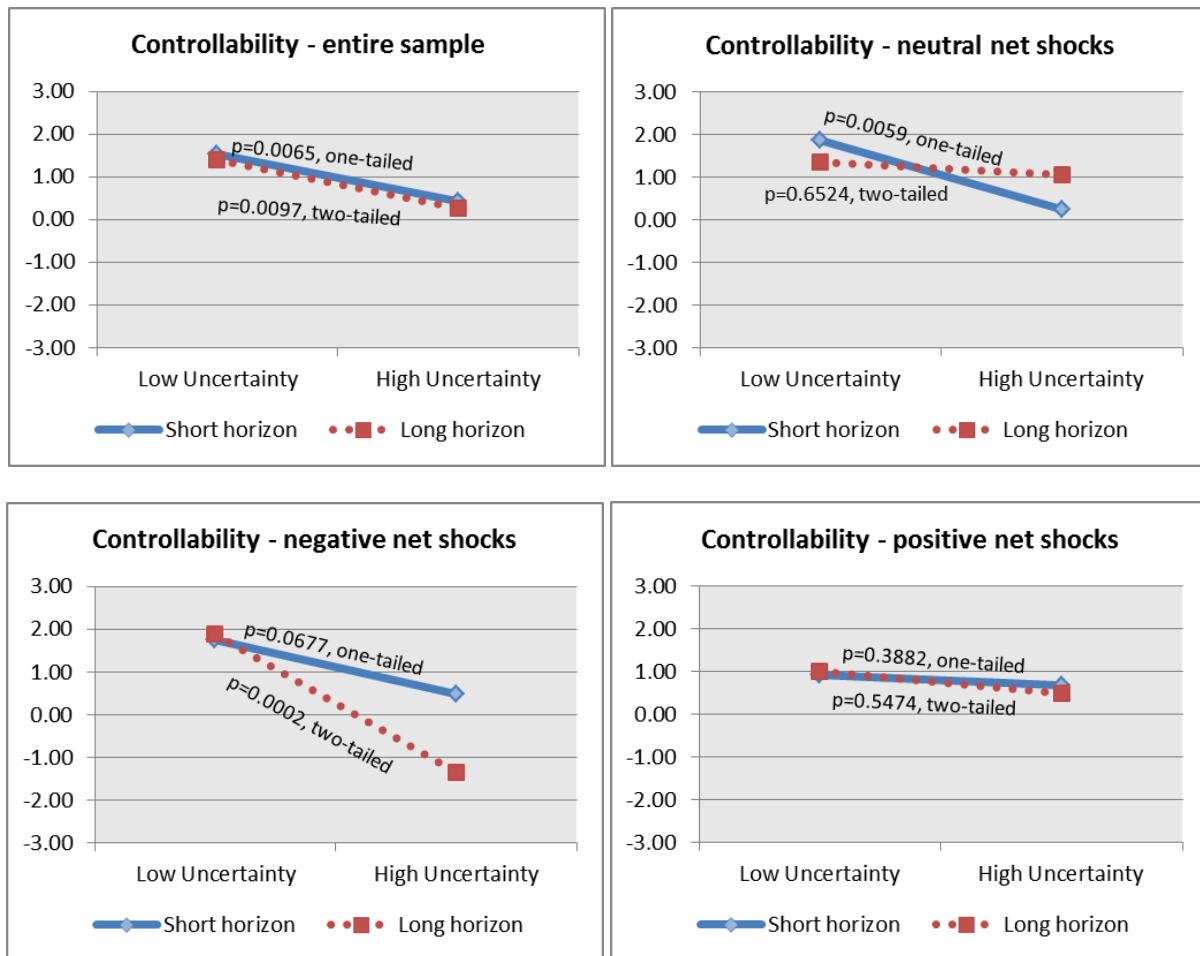 Controllability - entire sample
3.00
2.00
1.00
0.00
-1.00
-2.00
-3.00
p=0.0065, one-tailed
p=0.0097, two-tailed
Low Uncertainty High Uncertainty
Short horizon Long horizon
Controllability - neutral net shocks
3.00
2.00
1.00
0.00
-1.00
-2.00
-3.00
p=0.0059, one-tailed
p=0.6524, two-tailed
Low Uncertainty High Uncertainty
Short horizon Long horizon
Controllability - negative net shocks
3.00
2.00
1.00
0.00
-1.00
-2.00
-3.00
p=0.0677, one-tailed
p=0.0002, two-tailed
Low Uncertainty High Uncertainty
Short horizon Long horizon
Controllability - positive net shocks
3.00
2.00
1.00
0.00
-1.00
-2.00
-3.00
p=0.3882, one-tailed
p=0.5474, two-tailed
Low Uncertainty High Uncertainty
Short horizon Long horizon